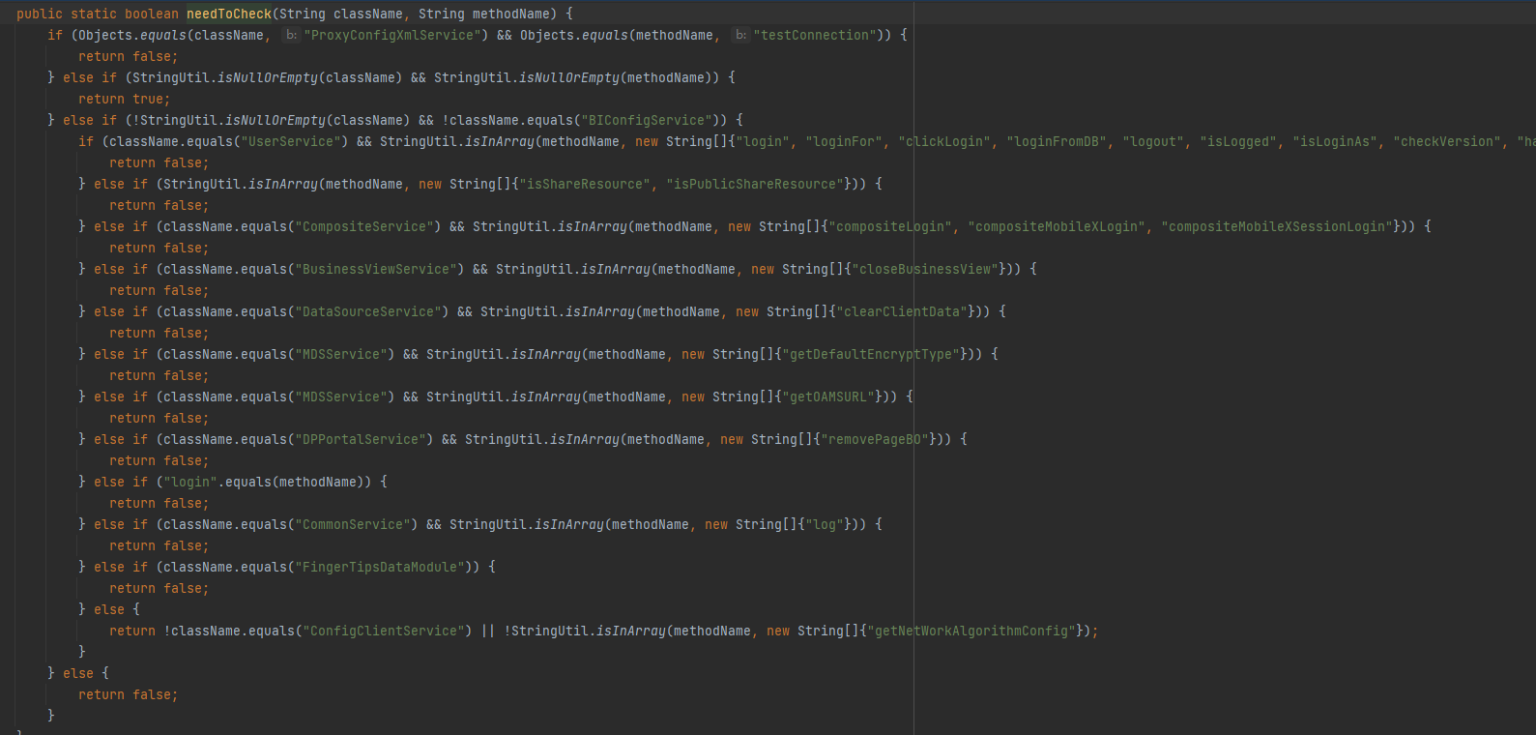 public static boolean needToCheck(String className, String methodName) {
if (Objects.equals(className, b: "ProxyConfigXmlService") && Objects.equals(methodName, b: "testConnection")) {
return false;
} else if (StringUtil.isNullOrEmpty(className) && StringUtil.isNullOrEmpty(methodName)) {
return true;
} else if (!StringUtil.isNullOrEmpty(className) && !className.equals("BIConfigService")) {
if (className.equals("UserService") && StringUtil.isInArray(methodName, new String[]{"login", "loginFor", "clickLogin", "loginFromDB", "logout", "isLogged", "isLoginAs", "checkVersion", "ha
return false;
} else if (StringUtil.isInArray(methodName, new String[]{"isShareResource", "isPublicShareResource"})) {
return false;
} else if (className.equals("CompositeService") && StringUtil.isInArray(methodName, new String[]{"compositeLogin", "compositeMobileXLogin", "compositeMobileXSessionLogin"})) {
return false;
} else if (className.equals("BusinessViewService") && StringUtil.isInArray(methodName, new String[]{"closeBusinessView"})) {
return false;
} else if (className.equals("DataSourceService") && StringUtil.isInArray(methodName, new String[]{"clearClientData"})) {
return false;
} else if (className.equals("MDSService") && StringUtil.isInArray(methodName, new String[]{"getDefaultEncryptType"})) {
return false;
} else if (className.equals("MDSService") && StringUtil.isInArray(methodName, new String[]{"getOAMSURL"})) {
return false;
} else if (className.equals("DPPortalService") && StringUtil.isInArray(methodName, new String[]{"removePageBO"})) {
return false;
} else if ("login".equals(methodName)) {
return false;
} else if (className.equals("CommonService") && StringUtil.isInArray(methodName, new String[]{"log"})) {
return false;
} else if (className.equals("FingerTipsDataModule")) {
return false;
} else {
return !className.equals("ConfigClientService") || !StringUtil.isInArray(methodName, new String[]{"getNetWorkAlgorithmConfig"});
}
} else {
return false;
}
}